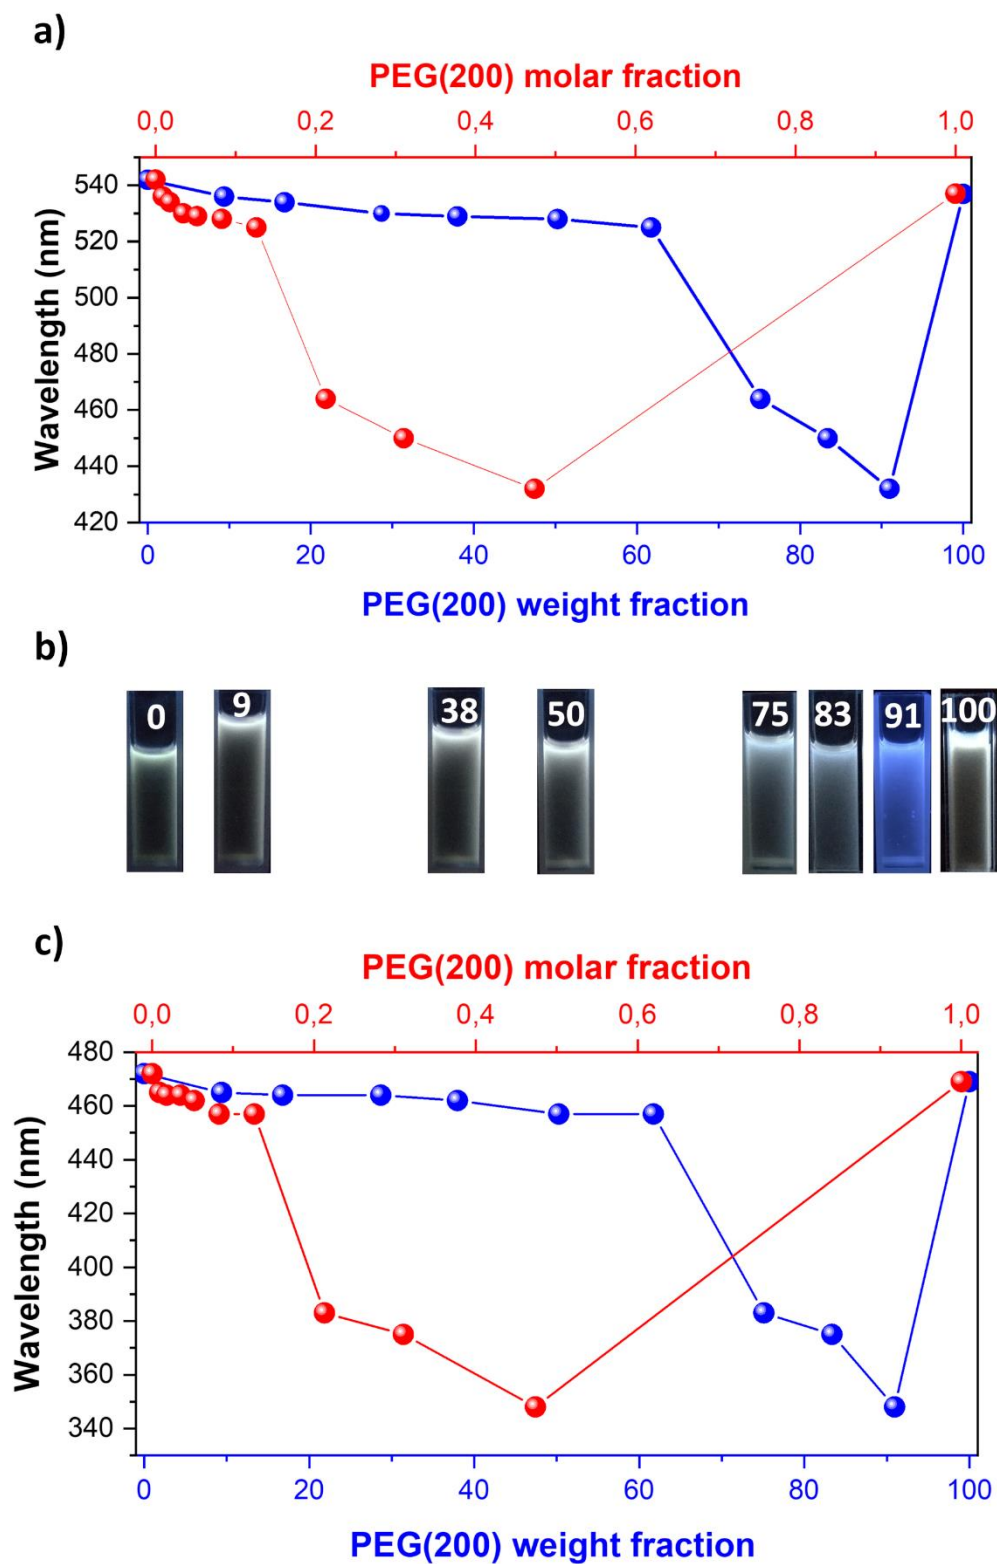 a)
PEG(200) molar fraction
0,0 0,2 0,4 0,6 0,8 1,0
Wavelength (nm)
540
520
500
480
460
440
420
0 20 40 60 80 100
PEG(200) weight fraction
b)
0 9 38 50 75 83 91 100
c)
PEG(200) molar fraction
0,0 0,2 0,4 0,6 0,8 1,0
Wavelength (nm)
480
460
440
420
400
380
360
340
0 20 40 60 80 100
PEG(200) weight fraction